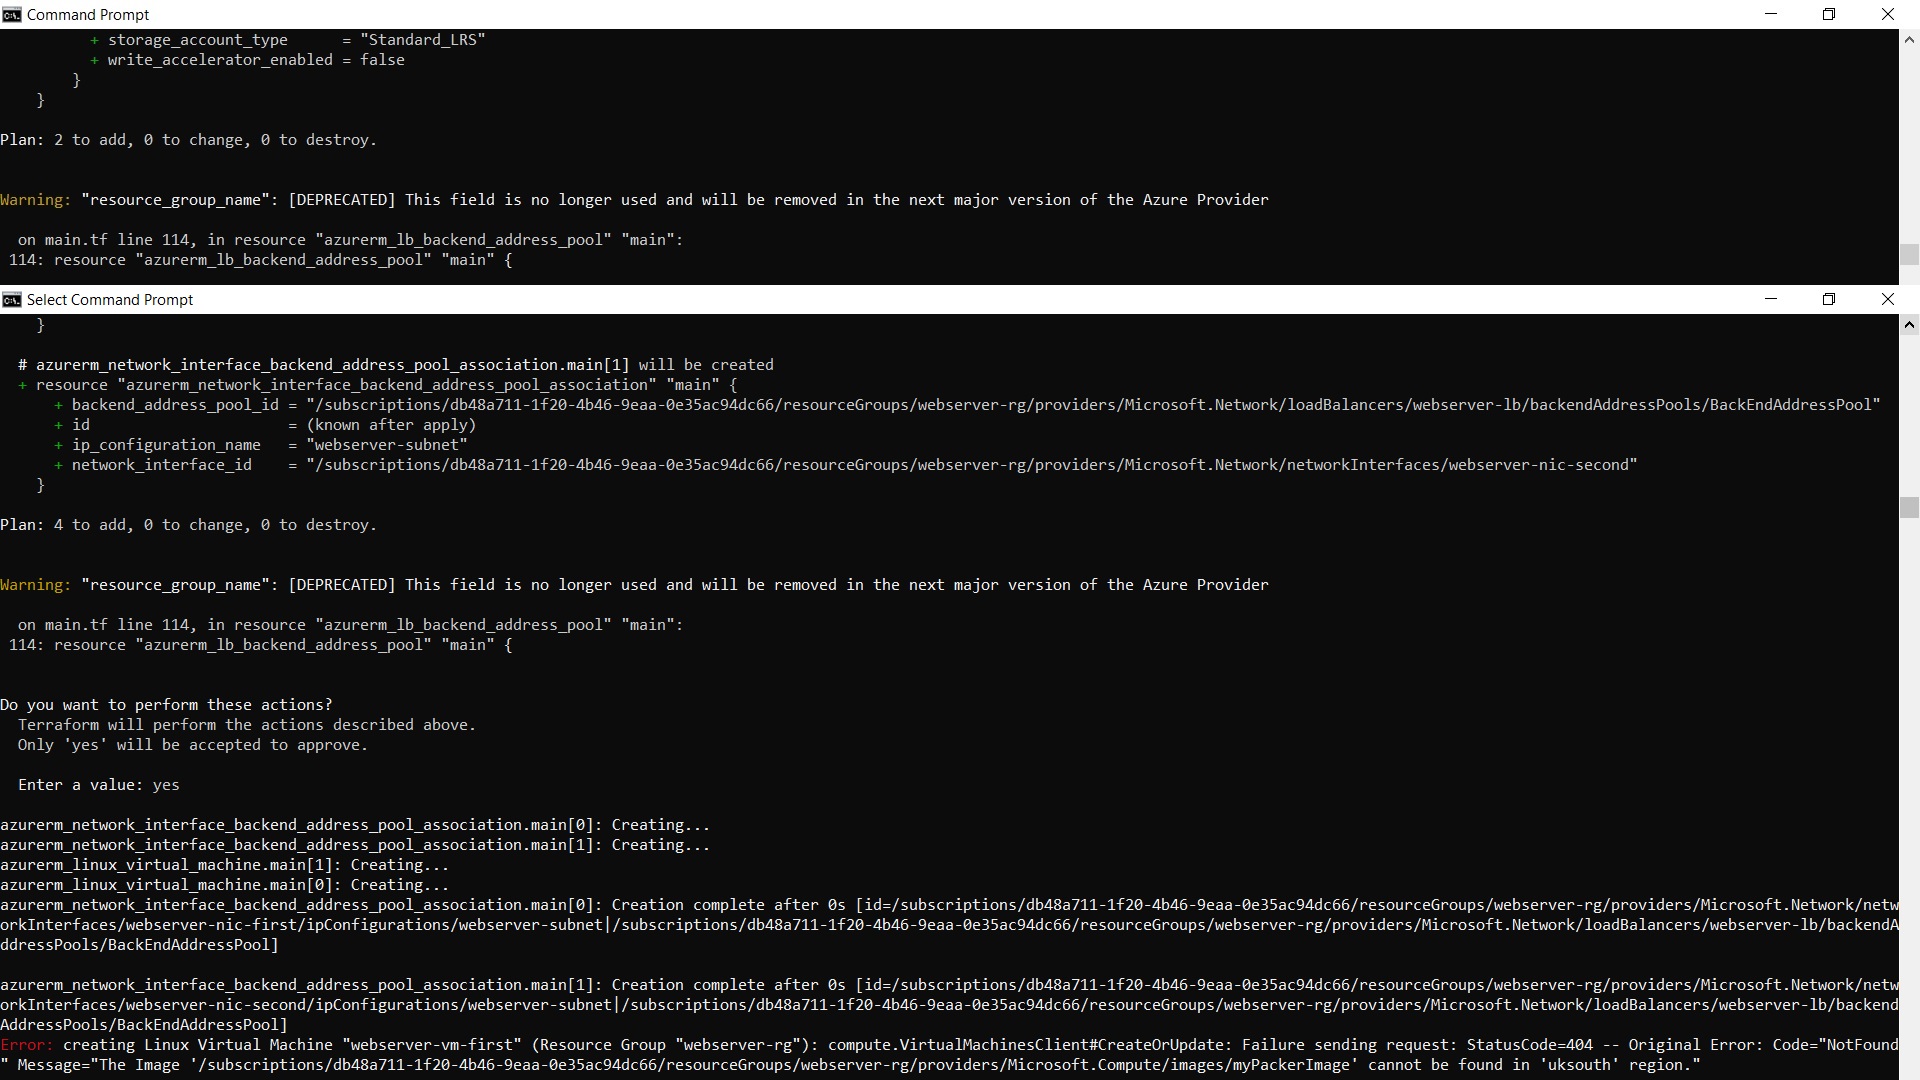 Command Prompt
+ storage_account_type      = "Standard_LRS"
+ write_accelerator_enabled = false
}
}
Plan: 2 to add, 0 to change, 0 to destroy.
Warning: "resource_group_name": [DEPRECATED] This field is no longer used and will be removed in the next major version of the Azure Provider
on main.tf line 114, in resource "azurerm_lb_backend_address_pool" "main":
114: resource "azurerm_lb_backend_address_pool" "main" {
Select Command Prompt
}
# azurerm_network_interface_backend_address_pool_association.main[1] will be created
+ resource "azurerm_network_interface_backend_address_pool_association" "main" {
+ backend_address_pool_id = "/subscriptions/db48a711-1f20-4b46-9eaa-0e35ac94dc66/resourceGroups/webserver-rg/providers/Microsoft.Network/loadBalancers/webserver-lb/backendAddressPools/BackEndAddressPool"
+ id                      = (known after apply)
+ ip_configuration_name   = "webserver-subnet"
+ network_interface_id    = "/subscriptions/db48a711-1f20-4b46-9eaa-0e35ac94dc66/resourceGroups/webserver-rg/providers/Microsoft.Network/networkInterfaces/webserver-nic-second"
}
Plan: 4 to add, 0 to change, 0 to destroy.
Warning: "resource_group_name": [DEPRECATED] This field is no longer used and will be removed in the next major version of the Azure Provider
on main.tf line 114, in resource "azurerm_lb_backend_address_pool" "main":
114: resource "azurerm_lb_backend_address_pool" "main" {
Do you want to perform these actions?
Terraform will perform the actions described above.
Only 'yes' will be accepted to approve.
Enter a value: yes
azurerm_network_interface_backend_address_pool_association.main[0]: Creating...
azurerm_network_interface_backend_address_pool_association.main[1]: Creating...
azurerm_linux_virtual_machine.main[1]: Creating...
azurerm_linux_virtual_machine.main[0]: Creating...
azurerm_network_interface_backend_address_pool_association.main[0]: Creation complete after 0s [id=/subscriptions/db48a711-1f20-4b46-9eaa-0e35ac94dc66/resourceGroups/webserver-rg/providers/Microsoft.Network/netw
orkInterfaces/webserver-nic-first/ipConfigurations/webserver-subnet|/subscriptions/db48a711-1f20-4b46-9eaa-0e35ac94dc66/resourceGroups/webserver-rg/providers/Microsoft.Network/loadBalancers/webserver-lb/backendA
ddressPools/BackEndAddressPool]
azurerm_network_interface_backend_address_pool_association.main[1]: Creation complete after 0s [id=/subscriptions/db48a711-1f20-4b46-9eaa-0e35ac94dc66/resourceGroups/webserver-rg/providers/Microsoft.Network/netw
orkInterfaces/webserver-nic-second/ipConfigurations/webserver-subnet|/subscriptions/db48a711-1f20-4b46-9eaa-0e35ac94dc66/resourceGroups/webserver-rg/providers/Microsoft.Network/loadBalancers/webserver-lb/backend
AddressPools/BackEndAddressPool]
Error: creating Linux Virtual Machine "webserver-vm-first" (Resource Group "webserver-rg"): compute.VirtualMachinesClient#CreateOrUpdate: Failure sending request: StatusCode=404 -- Original Error: Code="NotFound
" Message="The Image '/subscriptions/db48a711-1f20-4b46-9eaa-0e35ac94dc66/resourceGroups/webserver-rg/providers/Microsoft.Compute/images/myPackerImage' cannot be found in 'uksouth' region."